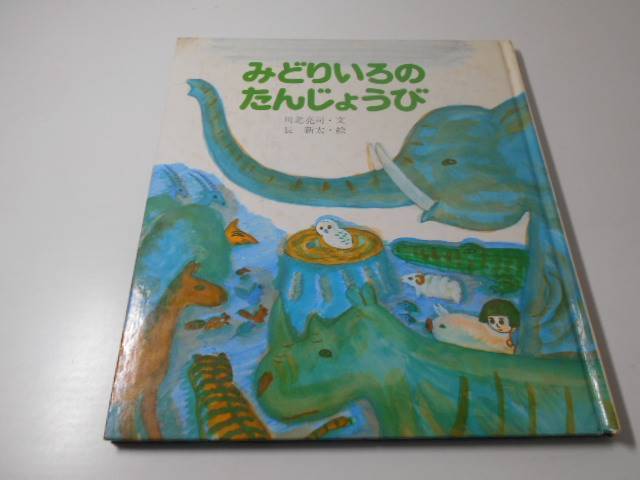 みどりいろの
たんじょうび
川北亮司・文
長　新太・絵